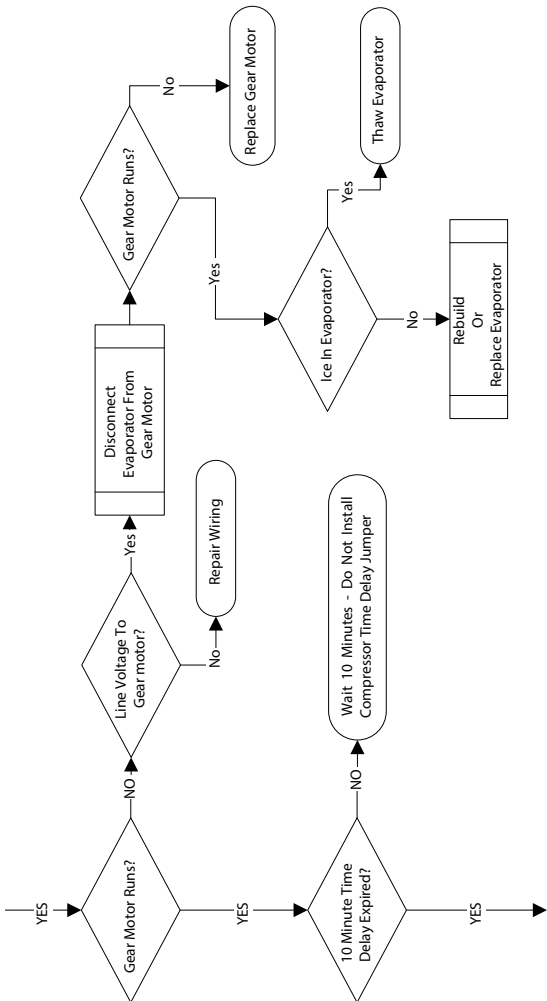 YES
Gear Motor Runs?
NO
Line Voltage To
Gear motor?
Yes
Disconnect
Evaporator From
Gear Motor
Gear Motor Runs?
No
Replace Gear Motor
No
Repair Wiring
Yes
Ice In Evaporator?
Yes
Thaw Evaporator
No
Rebuild
Or
Replace Evaporator
YES
10 Minute Time
Delay Expired?
NO
Wait 10 Minutes - Do Not Install
Compressor Time Delay Jumper
YES